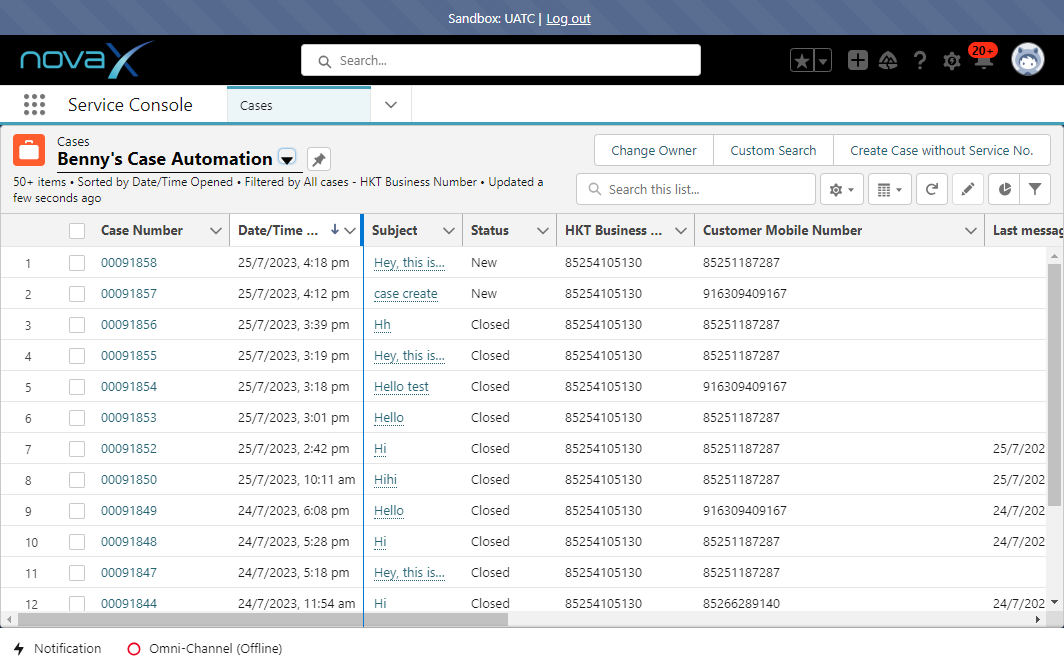 Sandbox: UATC | Log out
novaX
Search...
20+
Service Console
Cases
Cases
Benny's Case Automation
Change Owner
Custom Search
Create Case without Service No.
50+ items • Sorted by Date/Time Opened • Filtered by All cases - HKT Business Number • Updated a
few seconds ago
Search this list...
Case Number Date/Time ... Subject Status HKT Business ... Customer Mobile Number Last messag
1 00091858 25/7/2023, 4:18 pm Hey, this is... New 85254105130 85251187287
2 00091857 25/7/2023, 4:12 pm case create New 85254105130 916309409167
3 00091856 25/7/2023, 3:39 pm Hh Closed 85254105130 85251187287
4 00091855 25/7/2023, 3:19 pm Hey, this is... Closed 85254105130 85251187287
5 00091854 25/7/2023, 3:18 pm Hello test Closed 85254105130 916309409167
6 00091853 25/7/2023, 3:01 pm Hello Closed 85254105130 85251187287
7 00091852 25/7/2023, 2:42 pm Hi Closed 85254105130 85251187287 25/7/202
8 00091850 25/7/2023, 10:11 am Hihi Closed 85254105130 85251187287 25/7/202
9 00091849 24/7/2023, 6:08 pm Hello Closed 85254105130 916309409167 24/7/202
10 00091848 24/7/2023, 5:28 pm Hi Closed 85254105130 85251187287 24/7/202
11 00091847 24/7/2023, 5:18 pm Hey, this is... Closed 85254105130 85251187287
12 00091844 24/7/2023, 11:54 am Hi Closed 85254105130 85266289140 24/7/202
Notification Omni-Channel (Offline)